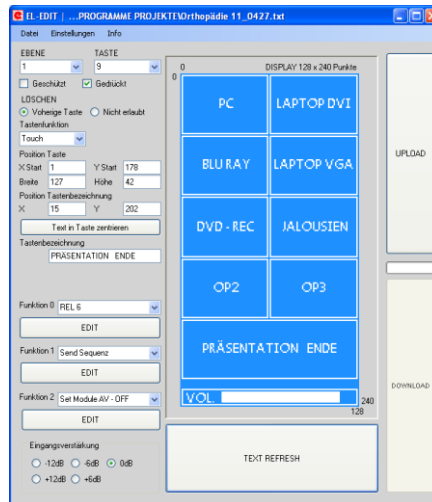 EL-EDIT | ...PROGRAMME PROJEKTE\Orthopädie 11_0427.txt
Datei Einstellungen Info
EBENE TASTE
1 9
Geschützt Gedrückt
LÖSCHEN
Voherige Taste Nicht erlaubt
Tastenfunktion
Touch
Position Taste
X Start 1 Y Start 178
Breite 127 Höhe 42
Position Tastenbezeichnung
X 15 Y 202
Text in Taste zentrieren
Tastenbezeichnung
PRÄSENTATION ENDE
Funktion 0 REL 6
EDIT
Funktion 1 Send Sequenz
EDIT
Funktion 2 Set Module AV - OFF
EDIT
Eingangsverstärkung
-12dB -6dB 0dB
+12dB +6dB
0 DISPLAY 128 x 240 Punkte
0
PC LAPTOP DVI
BLU RAY LAPTOP VGA
DVD - REC JALOUSIEN
OP2 OP3
PRÄSENTATION ENDE
VOL. 240
128
TEXT REFRESH
UPLOAD
DOWNLOAD